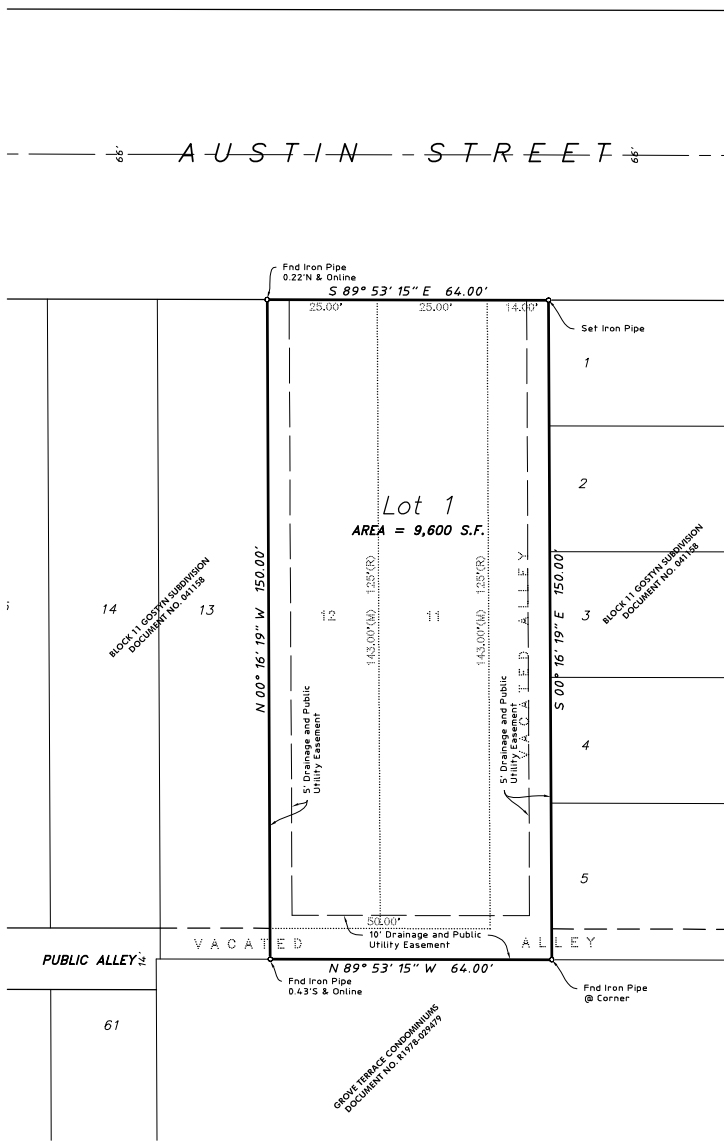 66'
AUSTIN STREET
66'
Fnd Iron Pipe
0.22'N & Online
S 89° 53' 15" E 64.00'
25.00'
25.00'
14.00'
Set Iron Pipe
1
2
3
4
5
Lot 1
AREA = 9,600 S.F.
N 00° 16' 19" W 150.00'
S 00° 16' 19" E 150.00'
143.00'(M) 125'(R)
143.00'(M) 125'(R)
12
11
VACATED ALLEY
14
13
BLOCK 11 GOSTYN SUBDIVISION
DOCUMENT NO. 041158
BLOCK 11 GOSTYN SUBDIVISION
DOCUMENT NO. 041158
5' Drainage and Public
Utility Easement
5' Drainage and Public
Utility Easement
50.00'
10' Drainage and Public
Utility Easement
VACATED ALLEY
PUBLIC ALLEY
14'
N 89° 53' 15" W 64.00'
Fnd Iron Pipe
0.43'S & Online
Fnd Iron Pipe
@ Corner
61
GROVE TERRACE CONDOMINIUMS
DOCUMENT NO. R1978-029479